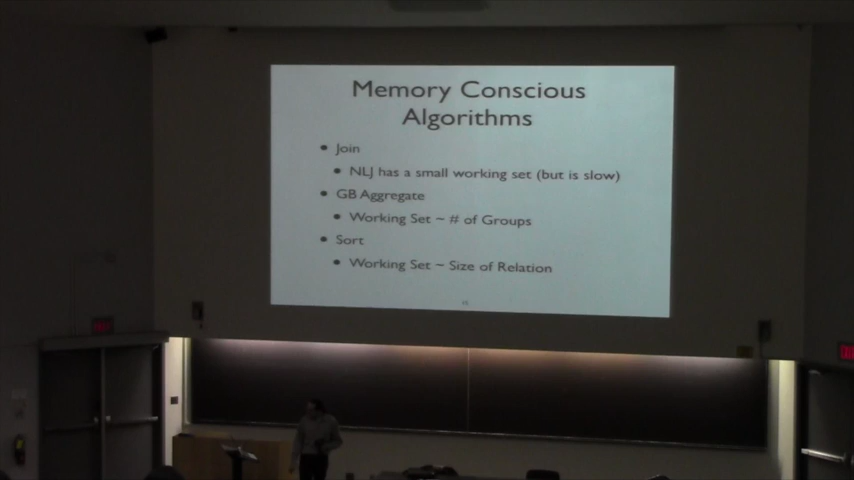 Memory Conscious
Algorithms
• Join
• NLJ has a small working set (but is slow)
• GB Aggregate
• Working Set ~ # of Groups
• Sort
• Working Set ~ Size of Relation